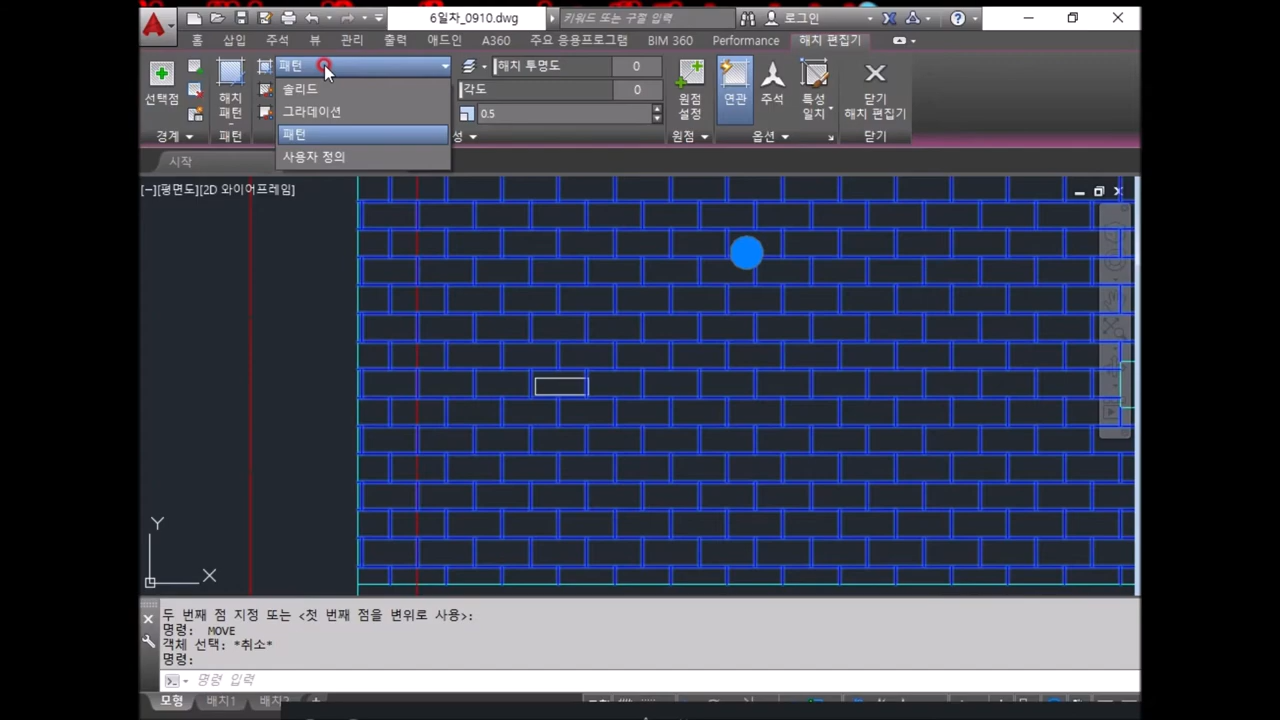 6일차_0910.dwg
키워드 또는 구절 입력
로그인
홈 삽입 주석 뷰 관리 출력 애드인 A360 주요 응용프로그램 BIM 360 Performance 해치 편집기
패턴
해치 투명도 0
솔리드
각도 0
그라데이션
0.5
패턴
사용자 정의
선택점
해치
패턴
원점
설정
연관
주석
특성
일치
닫기
해치 편집기
경계
패턴
성
원점
옵션
닫기
시작
[−][평면도][2D 와이어프레임]
Y
X
두 번째 점 지정 또는 <첫 번째 점을 변위로 사용>:
명령: MOVE
객체 선택: *취소*
명령:
명령 입력
모형 배치1 배치2 +